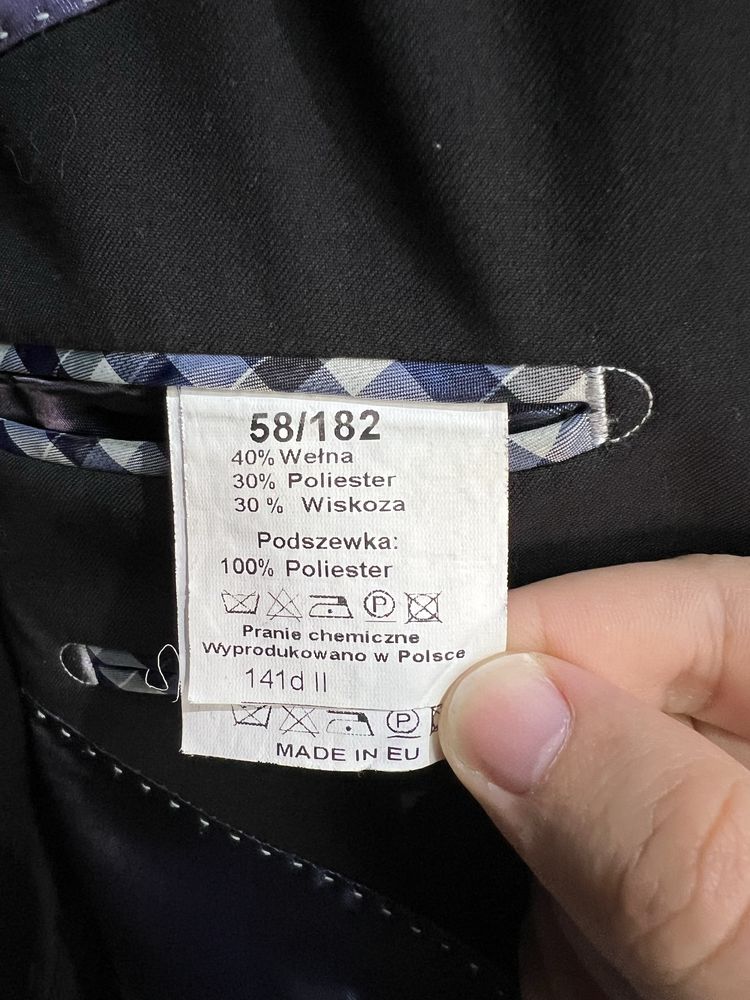 58/182
40% Wełna
30% Poliester
30 % Wiskoza
Podszewka:
100% Poliester
P
Pranie chemiczne
Wyprodukowano w Polsce
141d II
P
MADE IN EU